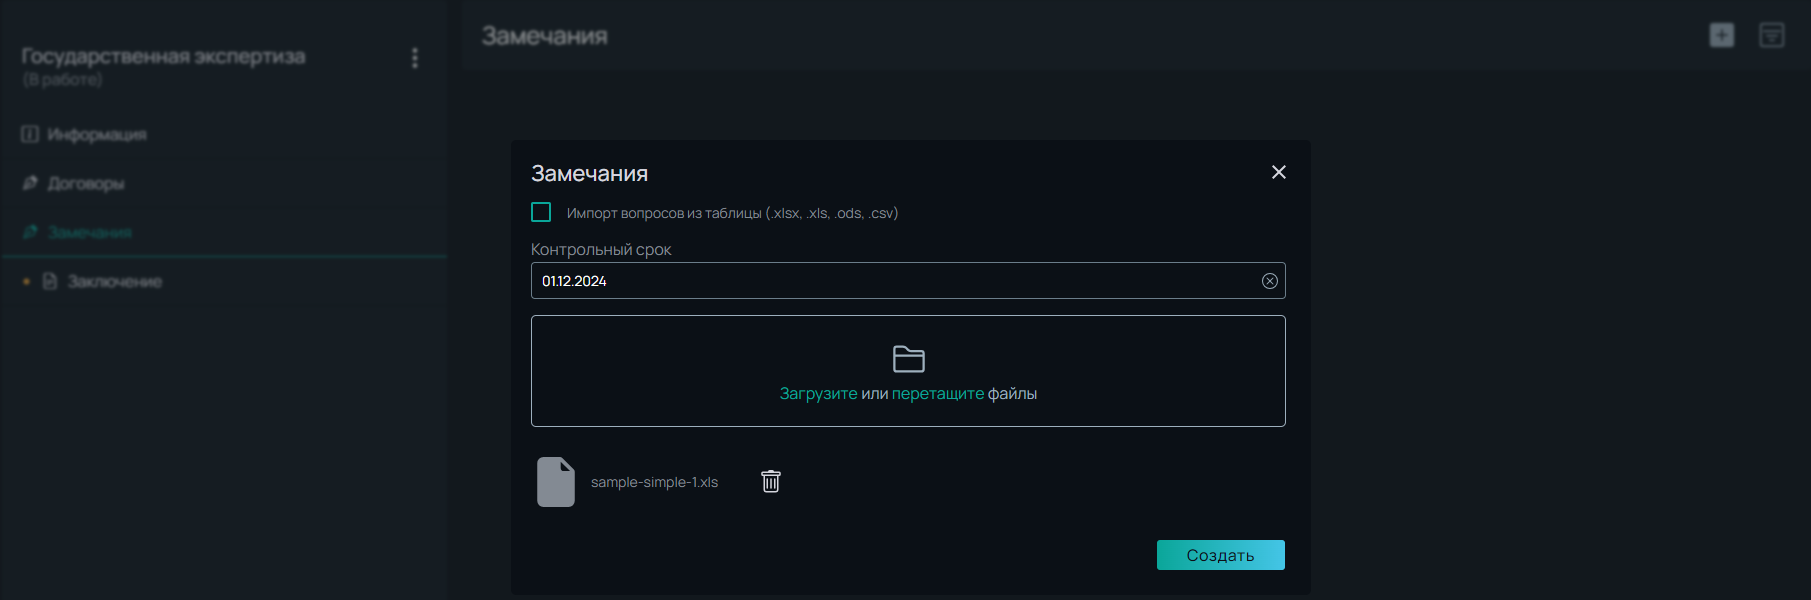 Государственная экспертиза
(В работе)
Информация
Договоры
Замечания
Заключение
Замечания
Замечания
Импорт вопросов из таблицы (.xlsx, .xls, .ods, .csv)
Контрольный срок
01.12.2024
Загрузите или перетащите файлы
sample-simple-1.xls
Создать